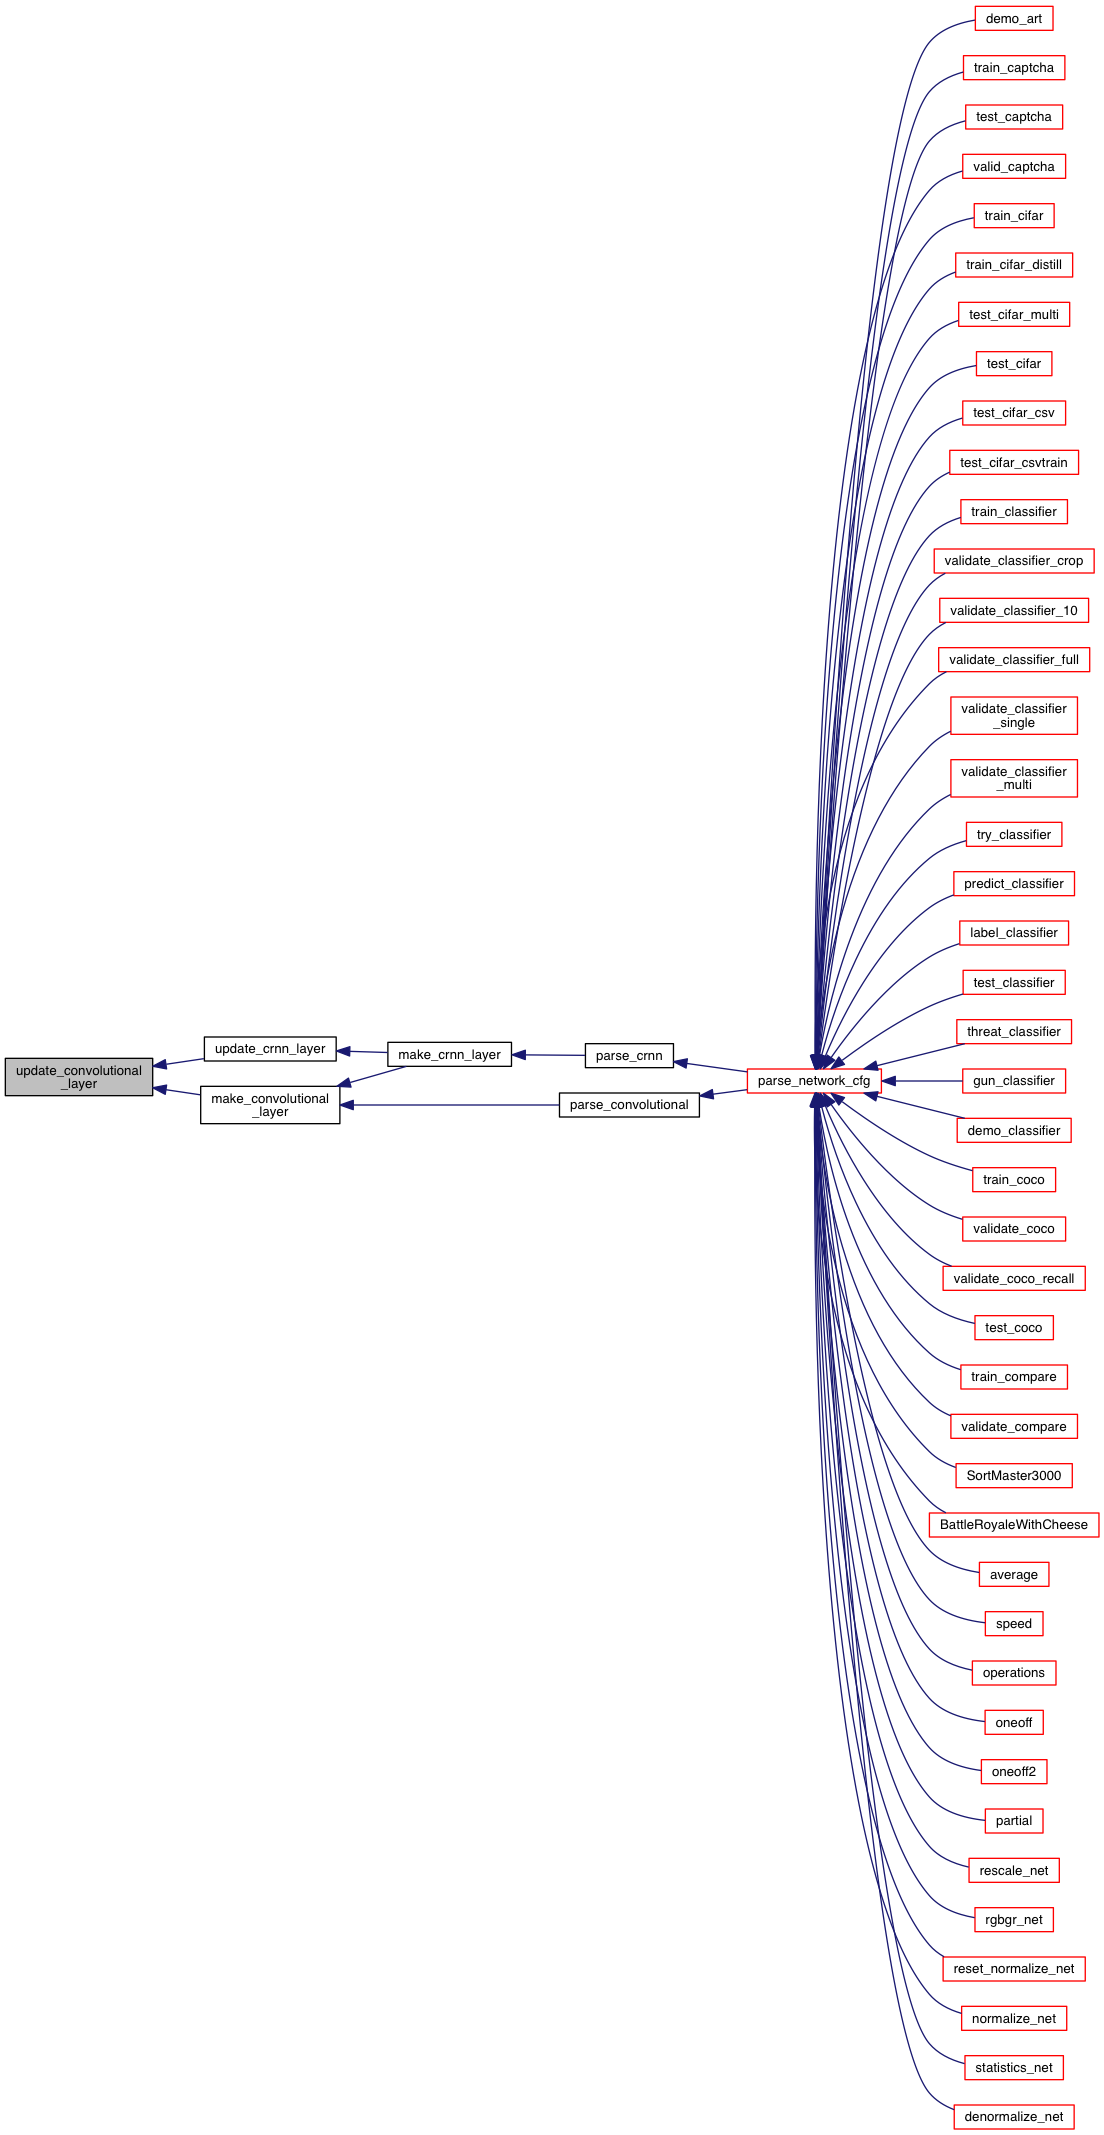 demo_art
train_captcha
test_captcha
valid_captcha
train_cifar
train_cifar_distill
test_cifar_multi
test_cifar
test_cifar_csv
test_cifar_csvtrain
train_classifier
validate_classifier_crop
validate_classifier_10
validate_classifier_full
validate_classifier
_single
validate_classifier
_multi
try_classifier
predict_classifier
label_classifier
test_classifier
threat_classifier
update_crnn_layer
make_crnn_layer
parse_crnn
update_convolutional
_layer
parse_network_cfg
gun_classifier
make_convolutional
_layer
parse_convolutional
demo_classifier
train_coco
validate_coco
validate_coco_recall
test_coco
train_compare
validate_compare
SortMaster3000
BattleRoyaleWithCheese
average
speed
operations
oneoff
oneoff2
partial
rescale_net
rgbgr_net
reset_normalize_net
normalize_net
statistics_net
denormalize_net